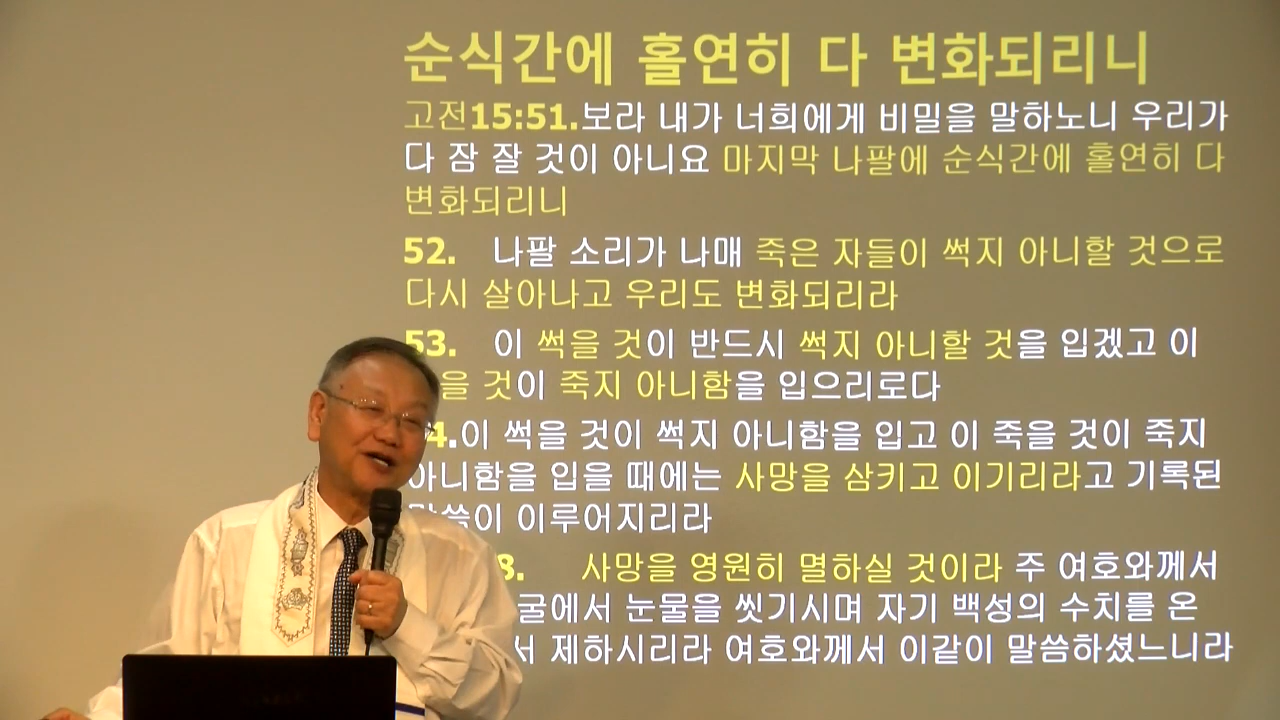 순식간에 홀연히 다 변화되리니
고전15:51.보라 내가 너희에게 비밀을 말하노니 우리가
다 잠 잘 것이 아니요 마지막 나팔에 순식간에 홀연히 다
변화되리니
52. 나팔 소리가 나매 죽은 자들이 썩지 아니할 것으로
다시 살아나고 우리도 변화되리라
53. 이 썩을 것이 반드시 썩지 아니할 것을 입겠고 이
을 것이 죽지 아니함을 입으리로다
4.이 썩을 것이 썩지 아니함을 입고 이 죽을 것이 죽지
아니함을 입을 때에는 사망을 삼키고 이기리라고 기록된
말씀이 이루어지리라
8. 사망을 영원히 멸하실 것이라 주 여호와께서
굴에서 눈물을 씻기시며 자기 백성의 수치를 온
서 제하시리라 여호와께서 이같이 말씀하셨느니라